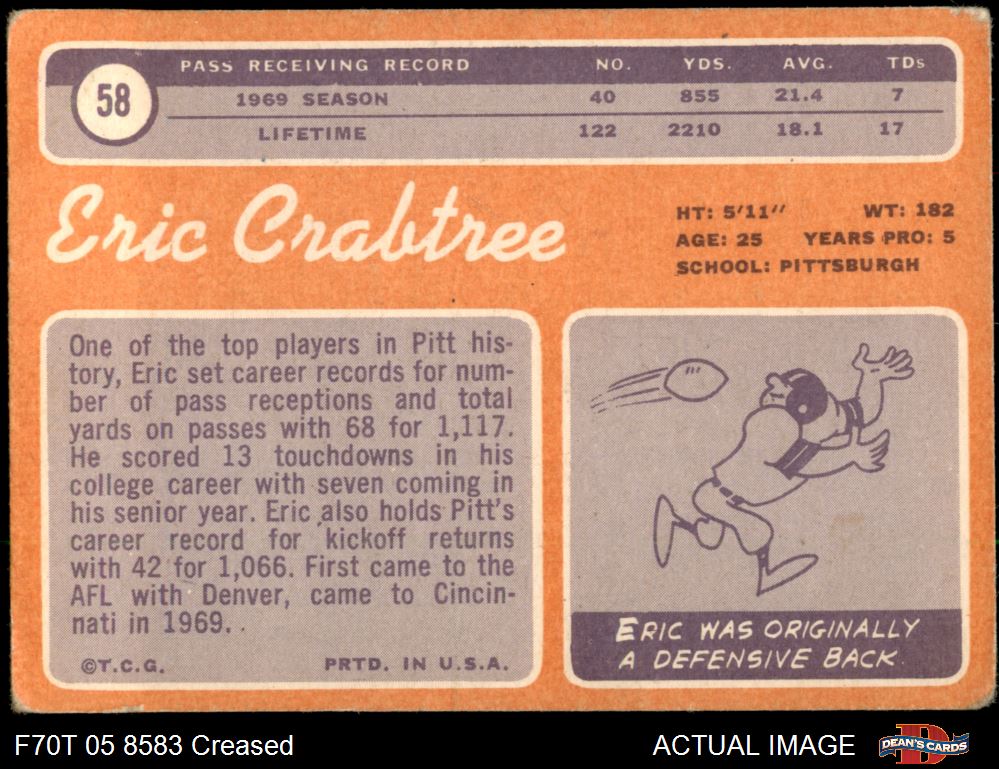 58
PASS RECEIVING RECORD NO. YDS. AVG. TDs
1969 SEASON 40 855 21.4 7
LIFETIME 122 2210 18.1 17
Eric Crabtree
HT: 5'11" WT: 182
AGE: 25 YEARS PRO: 5
SCHOOL: PITTSBURGH
One of the top players in Pitt his-
tory, Eric set career records for num-
ber of pass receptions and total
yards on passes with 68 for 1,117.
He scored 13 touchdowns in his
college career with seven coming in
his senior year. Eric also holds Pitt's
career record for kickoff returns
with 42 for 1,066. First came to the
AFL with Denver, came to Cincin-
nati in 1969.
©T.C.G. PRTD. IN U.S.A.
ERIC WAS ORIGINALLY
A DEFENSIVE BACK
F70T 05 8583 Creased
ACTUAL IMAGE
D
DEAN'S CARDS